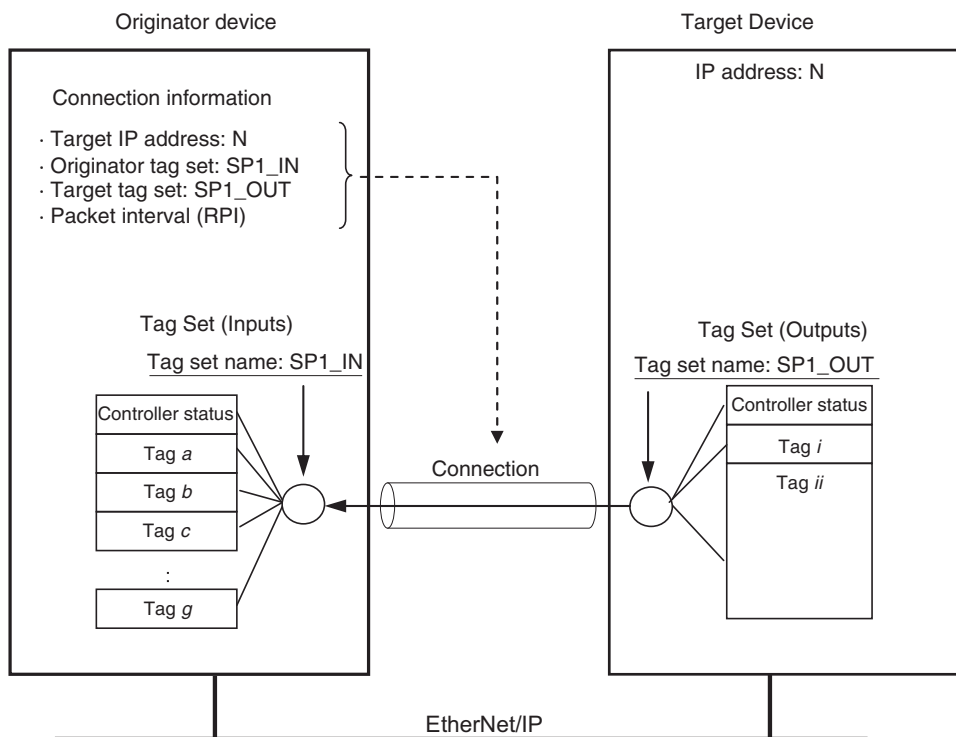 Originator device
Target Device
IP address: N
Connection information
· Target IP address: N
· Originator tag set: SP1_IN
· Target tag set: SP1_OUT
· Packet interval (RPI)
Tag Set (Inputs)
Tag set name: SP1_IN
Tag Set (Outputs)
Tag set name: SP1_OUT
Controller status
Tag a
Tag b
Tag c
:
Tag g
Connection
Controller status
Tag i
Tag ii
EtherNet/IP